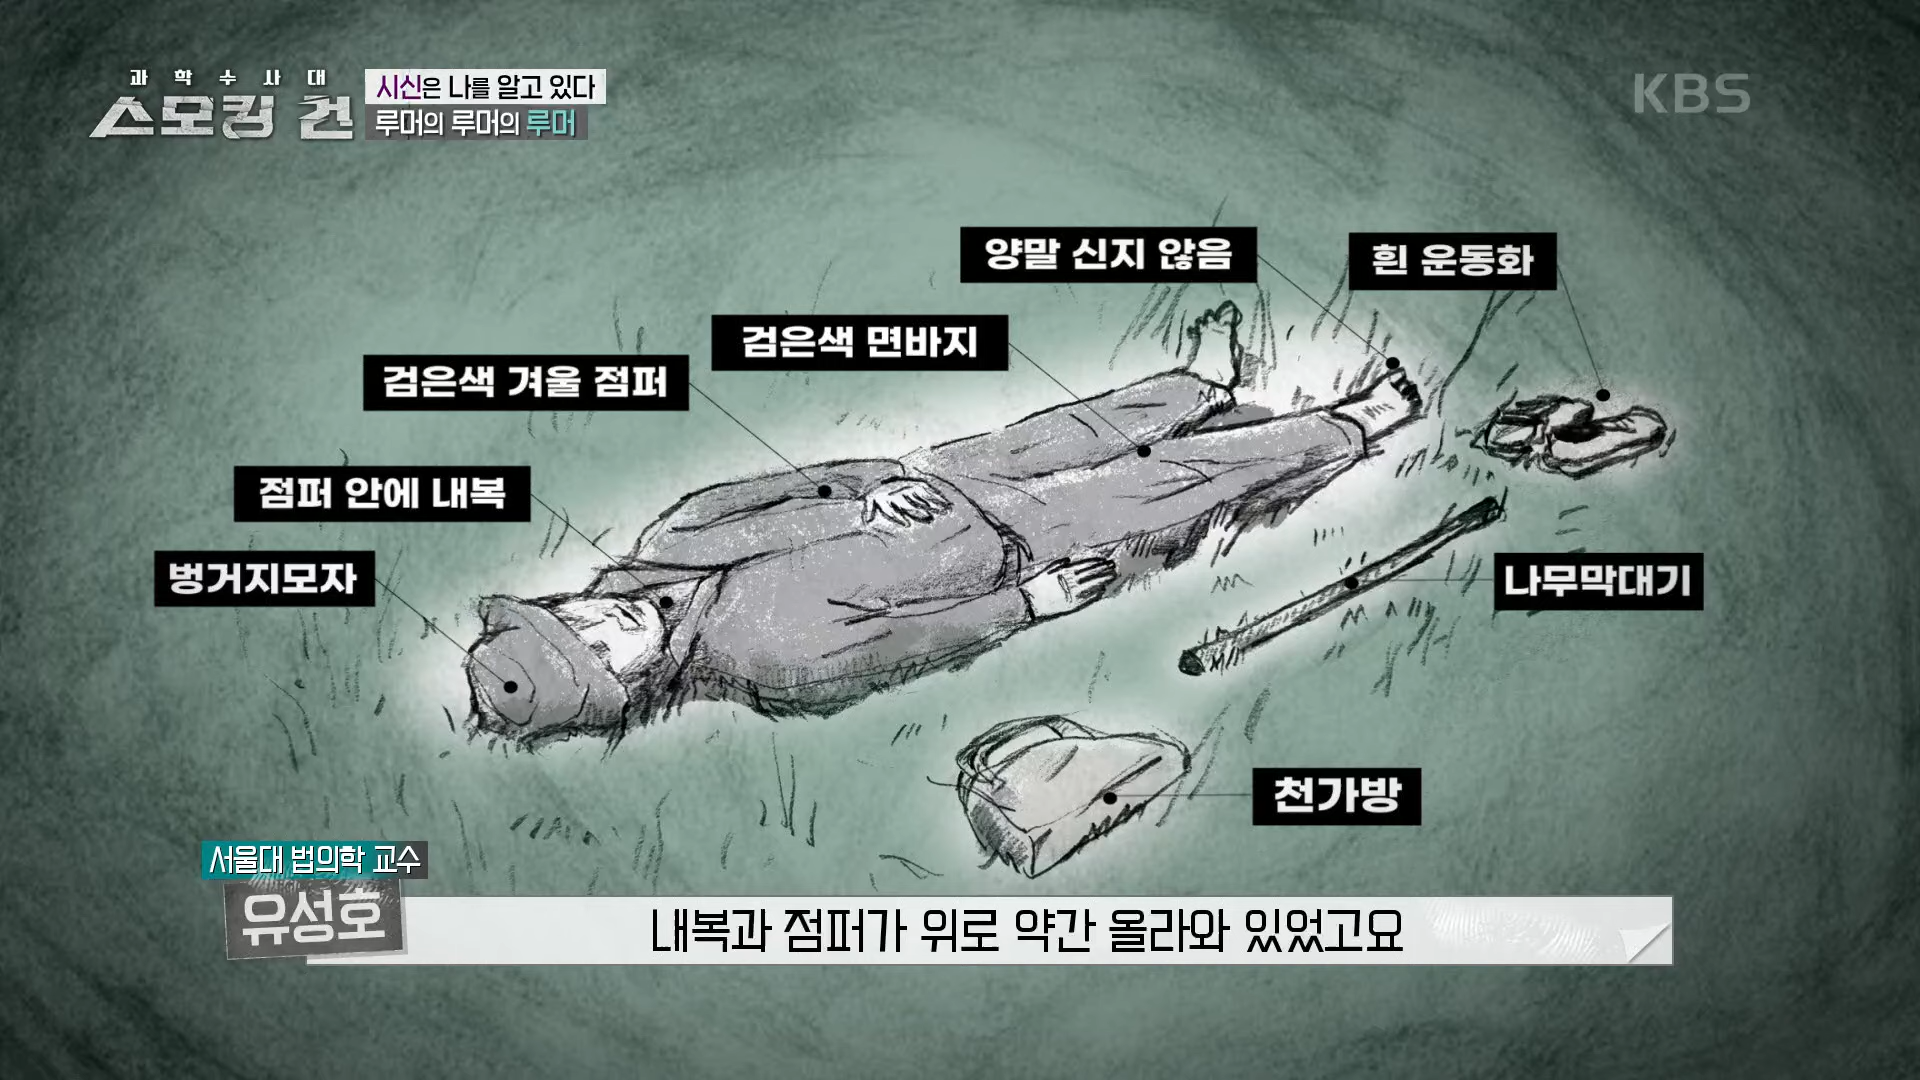 과학수사대
스모킹 건
시신은 나를 알고 있다
루머의 루머의 루머
KBS
양말 신지 않음
흰 운동화
검은색 면바지
검은색 겨울 점퍼
점퍼 안에 내복
벙거지모자
나무막대기
천가방
서울대 법의학 교수
유성호
내복과 점퍼가 위로 약간 올라와 있었고요